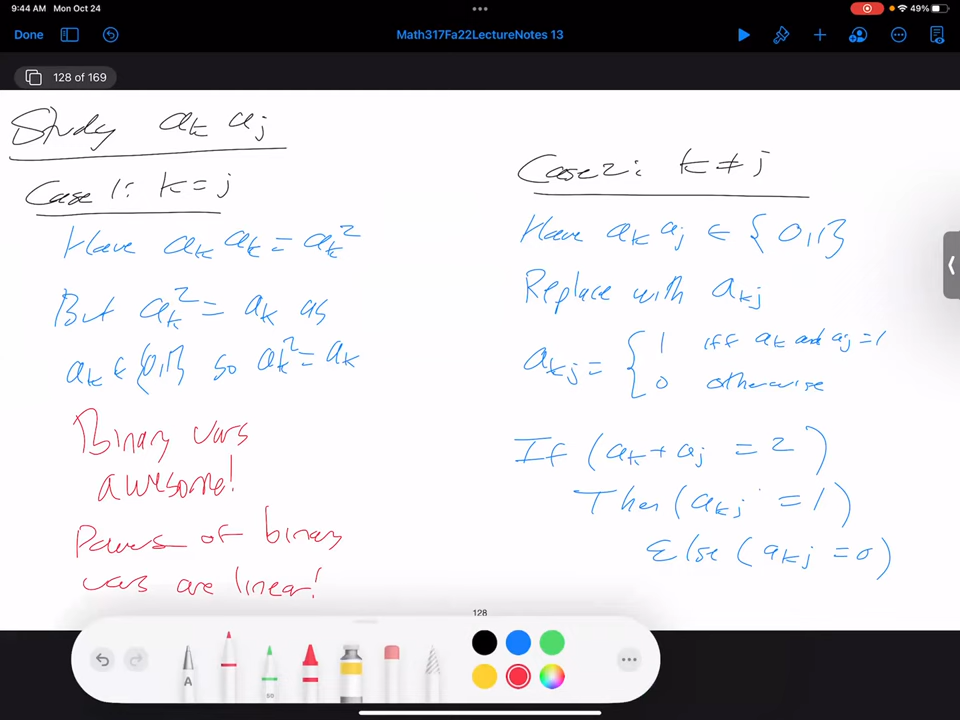 9:44 AM Mon Oct 24
49%
Done
Math317Fa22LectureNotes 13
128 of 169
Study a_k a_j
Case 1: k = j
Have a_k a_k = a_k^2
But a_k^2 = a_k as
a_k ∈ {0,1} so a_k^2 = a_k
Binary vars
awesome!
Powers of binary
vars are linear!
Case 2: k ≠ j
Have a_k a_j ∈ {0,1}
Replace with a_kj
a_kj = { 1 iff a_k and a_j = 1
0 otherwise
If (a_k + a_j = 2)
Then (a_kj = 1)
Else (a_kj = 0)
128
A